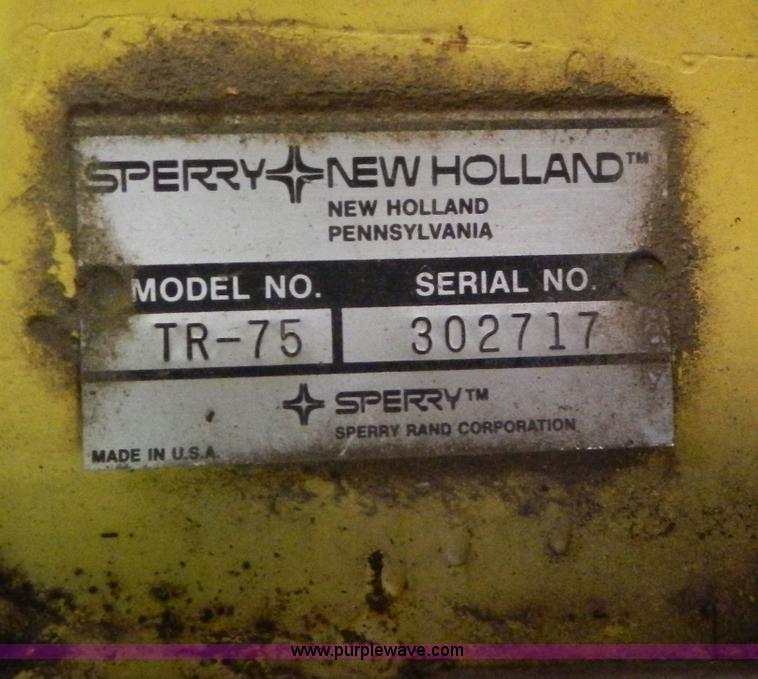 SPERRY NEW HOLLAND™
NEW HOLLAND
PENNSYLVANIA
MODEL NO. SERIAL NO.
TR-75 302717
SPERRY™
SPERRY RAND CORPORATION
MADE IN U.S.A.
www.purplewave.com